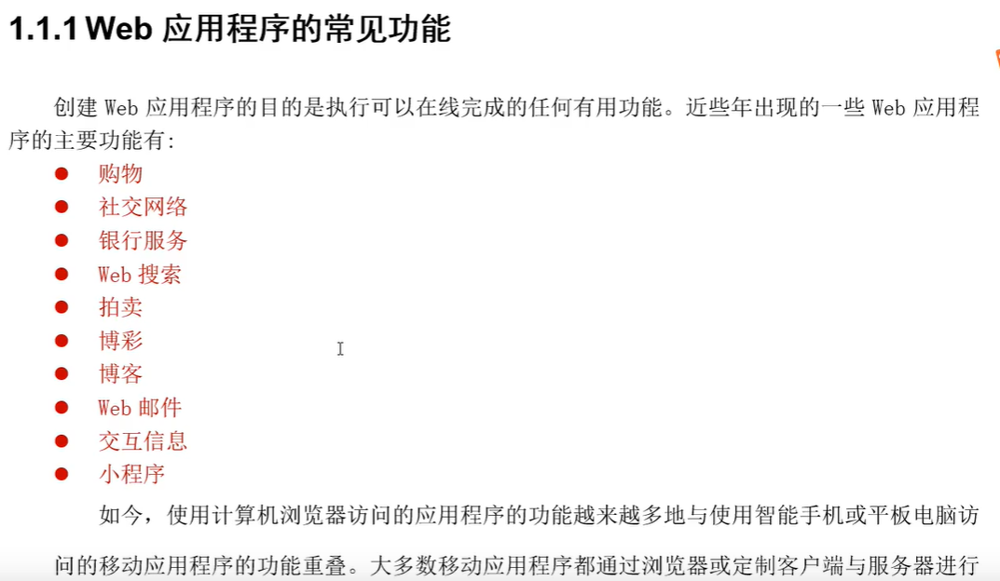 1.1.1 Web 应用程序的常见功能
创建 Web 应用程序的目的是执行可以在线完成的任何有用功能。近些年出现的一些 Web 应用程
序的主要功能有:
● 购物
● 社交网络
● 银行服务
● Web 搜索
● 拍卖
● 博彩
● 博客
● Web 邮件
● 交互信息
● 小程序
如今，使用计算机浏览器访问的应用程序的功能越来越多地与使用智能手机或平板电脑访
问的移动应用程序的功能重叠。大多数移动应用程序都通过浏览器或定制客户端与服务器进行